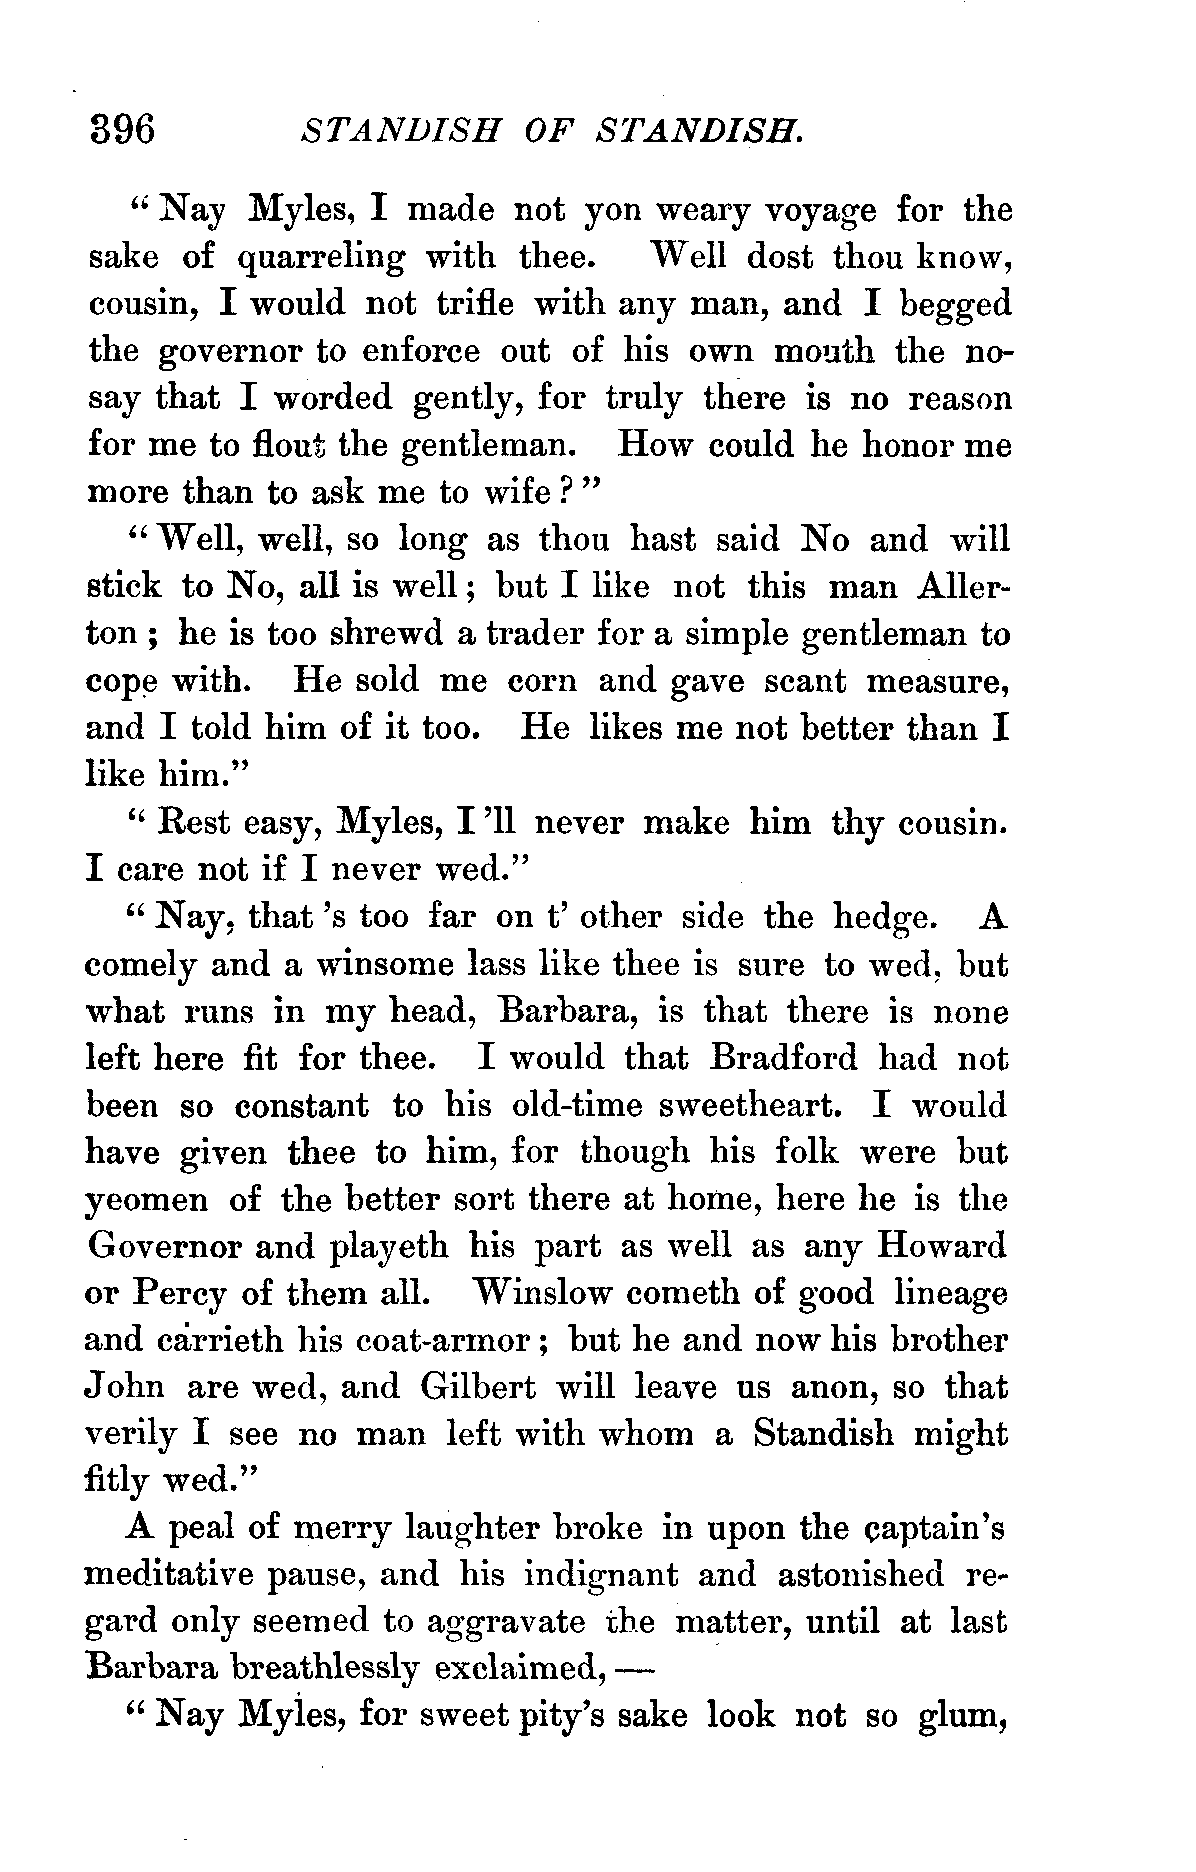 396 STANDISH OF STANDISH.
“Nay Myles, I made not yon weary voyage for the
sake of quarreling with thee. Well dost thou know,
cousin, I would not trifle with any man, and I begged
the governor to enforce out of his own mouth the no-
say that I worded gently, for truly there is no reason
for me to flout the gentleman. How could he honor me
more than to ask me to wife?”
“Well, well, so long as thou hast said No and will
stick to No, all is well; but I like not this man Aller-
ton; he is too shrewd a trader for a simple gentleman to
cope with. He sold me corn and gave scant measure,
and I told him of it too. He likes me not better than I
like him.”
“Rest easy, Myles, I'll never make him thy cousin.
I care not if I never wed.”
“Nay, that's too far on t' other side the hedge. A
comely and a winsome lass like thee is sure to wed, but
what runs in my head, Barbara, is that there is none
left here fit for thee. I would that Bradford had not
been so constant to his old-time sweetheart. I would
have given thee to him, for though his folk were but
yeomen of the better sort there at home, here he is the
Governor and playeth his part as well as any Howard
or Percy of them all. Winslow cometh of good lineage
and carrieth his coat-armor; but he and now his brother
John are wed, and Gilbert will leave us anon, so that
verily I see no man left with whom a Standish might
fitly wed.”
A peal of merry laughter broke in upon the captain's
meditative pause, and his indignant and astonished re-
gard only seemed to aggravate the matter, until at last
Barbara breathlessly exclaimed,—
“Nay Myles, for sweet pity's sake look not so glum,